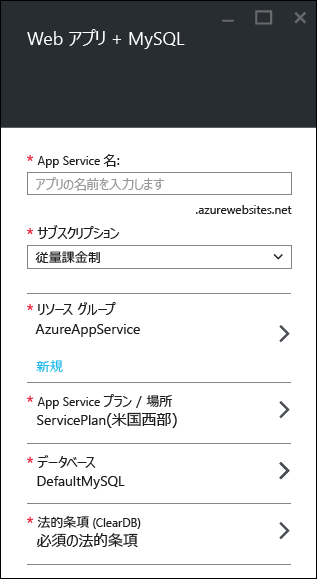 Web アプリ + MySQL
* App Service 名:
アプリの名前を入力します
.azurewebsites.net
* サブスクリプション
従量課金制
* リソース グループ
AzureAppService
新規
* App Service プラン / 場所
ServicePlan(米国西部)
* データベース
DefaultMySQL
* 法的条項 (ClearDB)
必須の法的条項